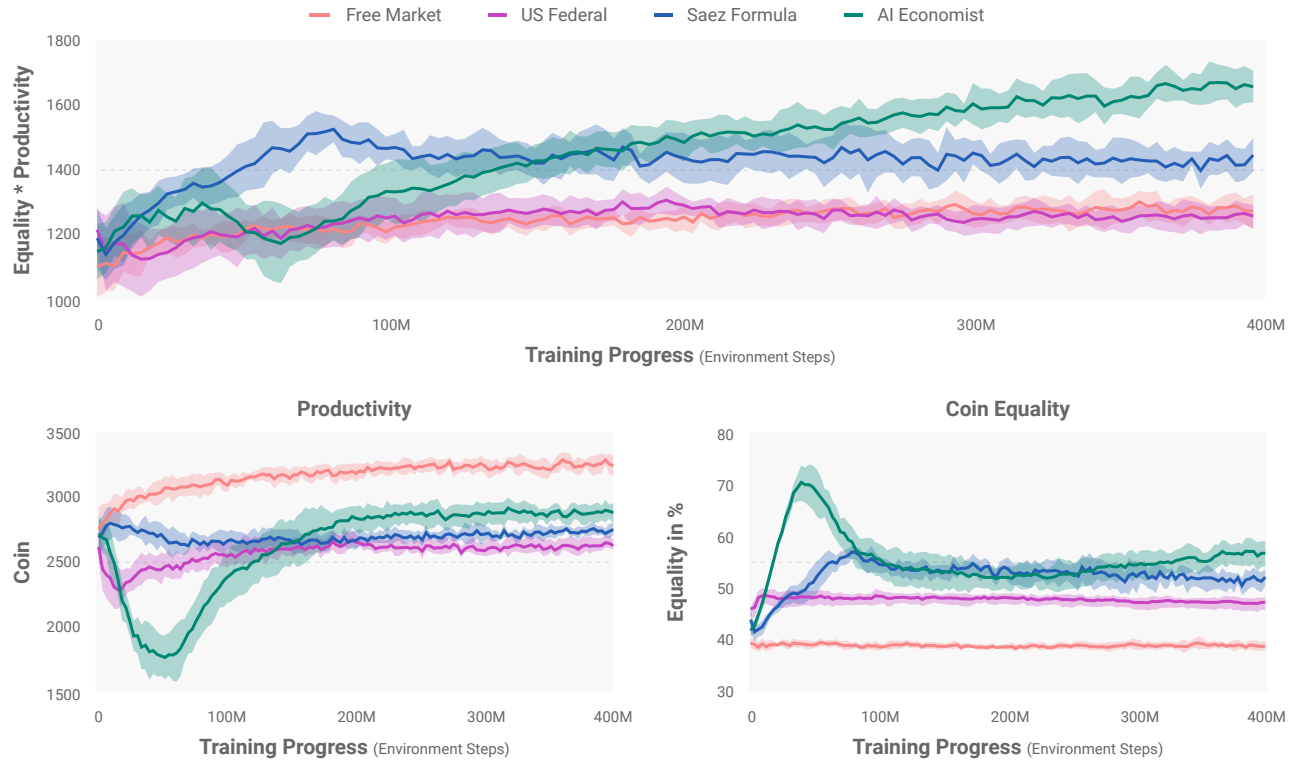 Free Market US Federal Saez Formula AI Economist
Equality * Productivity
1800
1600
1400
1200
1000
0 100M 200M 300M 400M
Training Progress (Environment Steps)
Productivity
Coin
3500
3000
2500
2000
1500
0 100M 200M 300M 400M
Training Progress (Environment Steps)
Coin Equality
Equality in %
80
70
60
50
40
30
0 100M 200M 300M 400M
Training Progress (Environment Steps)